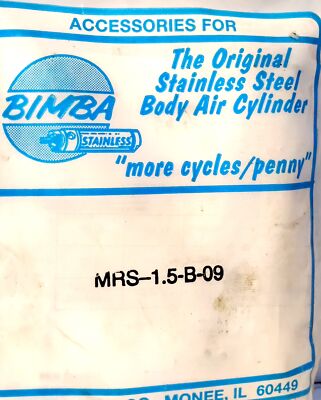 ACCESSORIES FOR
BIMBA
STAINLESS
The Original
Stainless Steel
Body Air Cylinder
"more cycles/penny"
MRS-1.5-B-09
MONEE, IL 60449